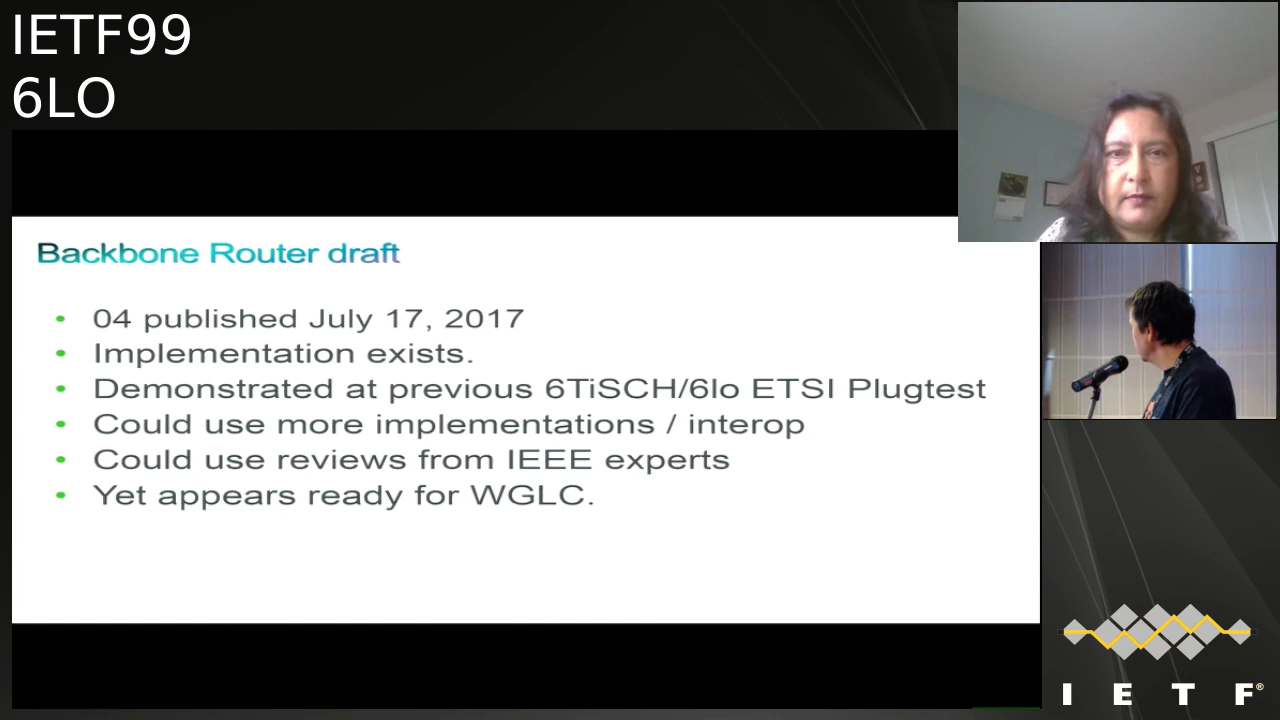 IETF99
6LO
Backbone Router draft
• 04 published July 17, 2017
• Implementation exists.
• Demonstrated at previous 6TiSCH/6lo ETSI Plugtest
• Could use more implementations / interop
• Could use reviews from IEEE experts
• Yet appears ready for WGLC.
I E T F®